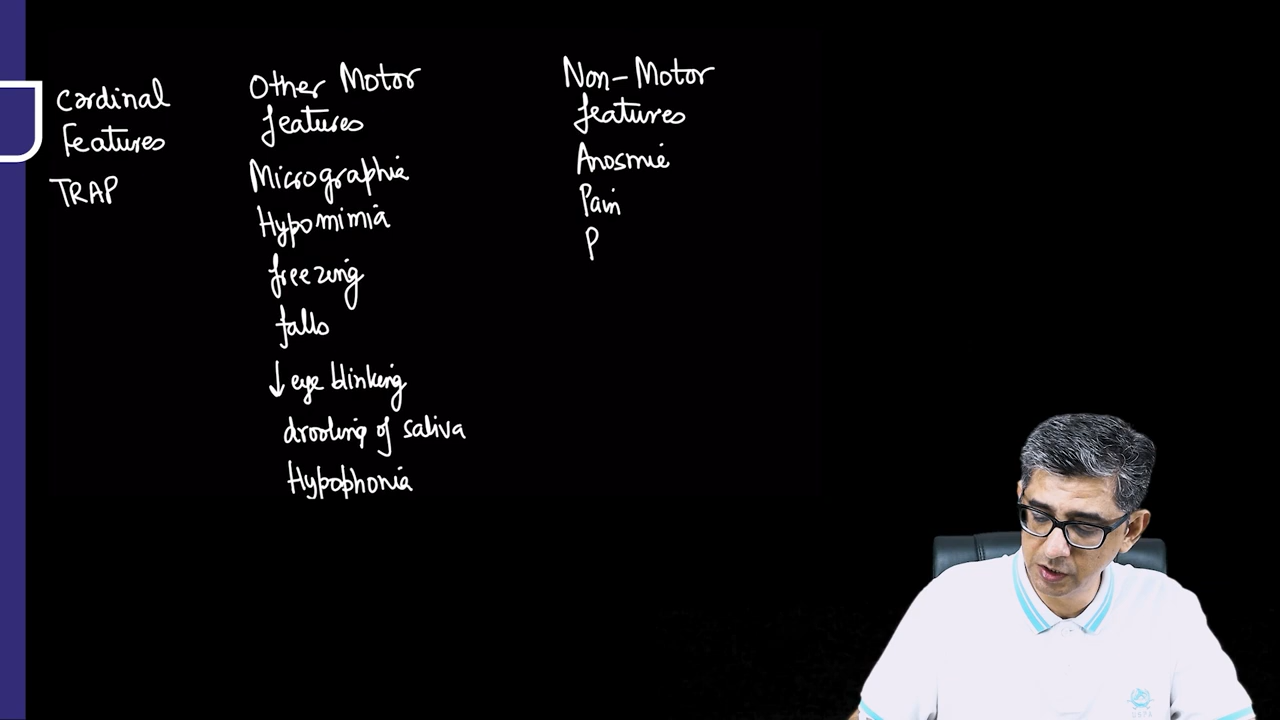 Cardinal
Features
TRAP
Other Motor
features
Micrographia
Hypomimia
freezing
falls
↓ eye blinking
drooling of saliva
Hypophonia
Non-Motor
features
Anosmie
Pain
P